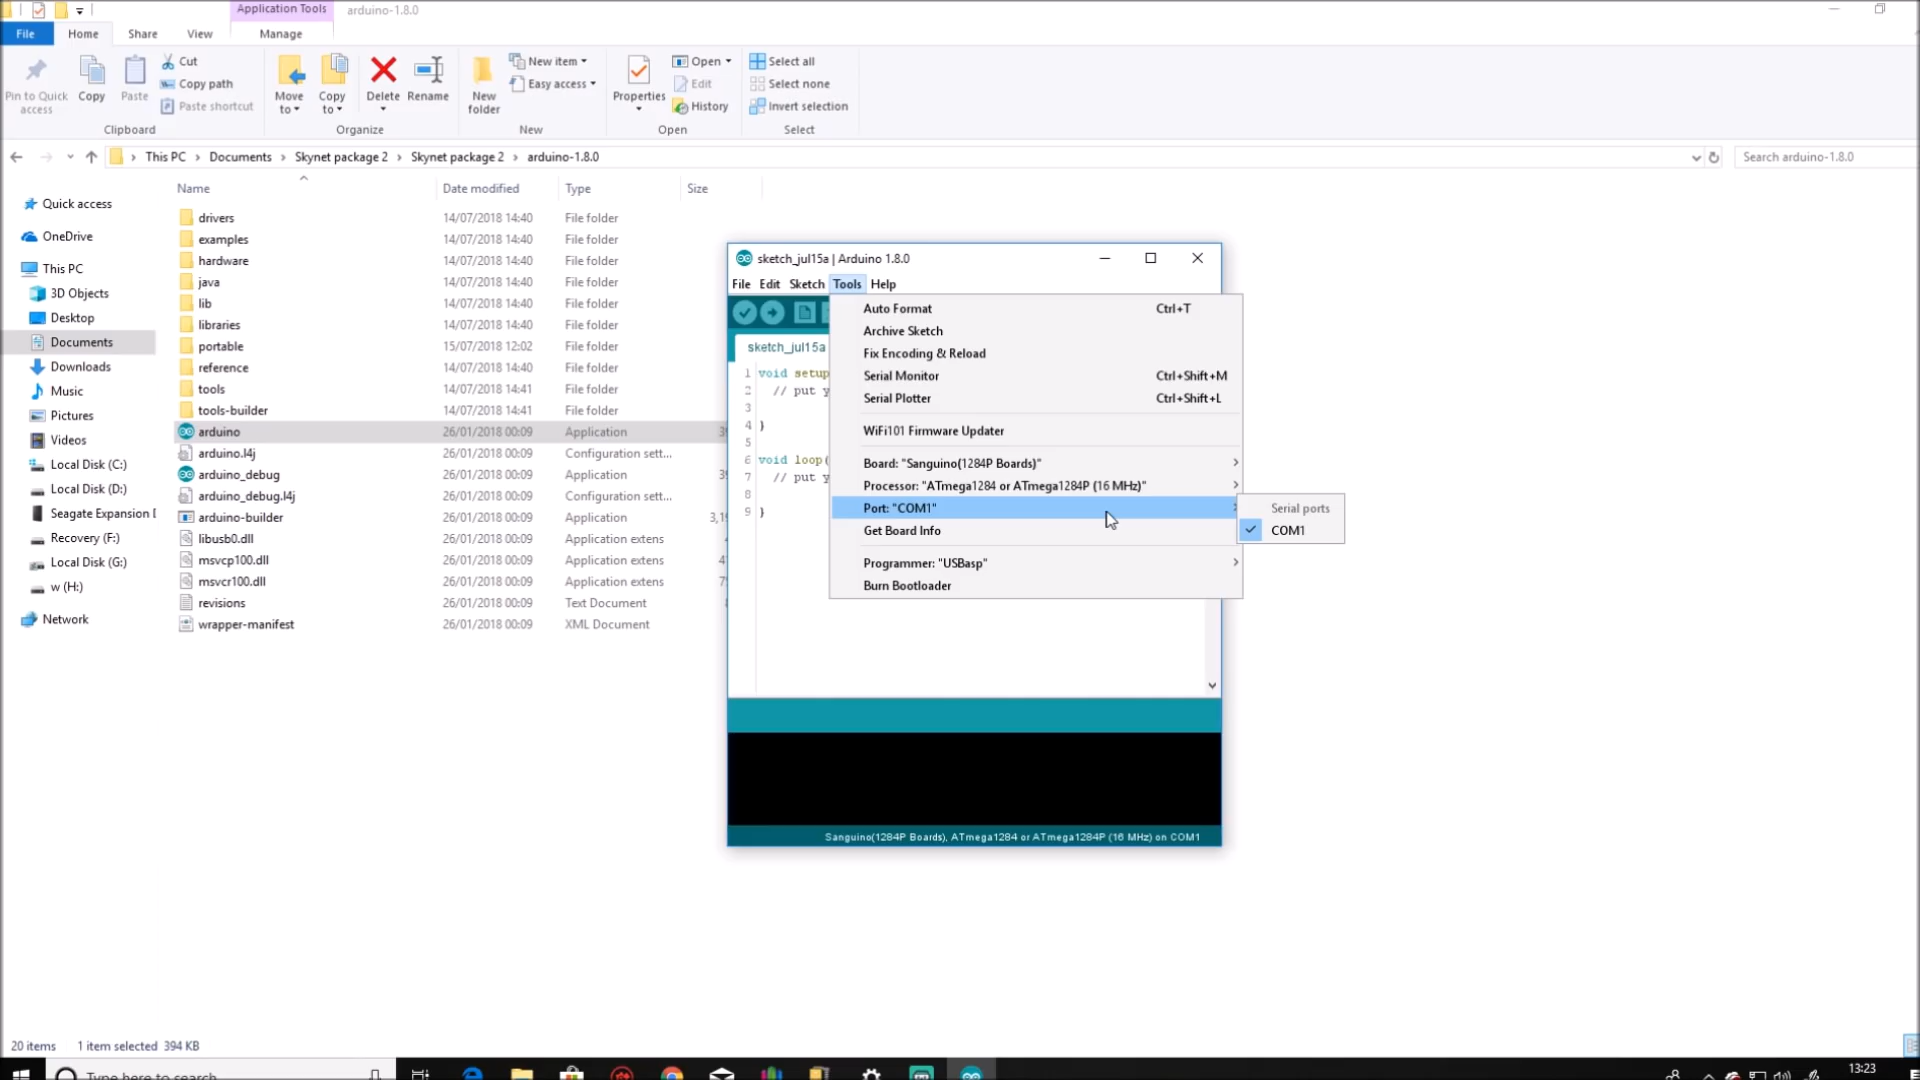 Application Tools arduino-1.8.0
File Home Share View Manage
Pin to Quick access
Copy
Paste
Cut
Copy path
Paste shortcut
Clipboard
Move to
Copy to
Delete
Rename
Organize
New folder
New item
Easy access
New
Properties
Open
Edit
History
Open
Select all
Select none
Invert selection
Select
This PC > Documents > Skynet package 2 > Skynet package 2 > arduino-1.8.0
Search arduino-1.8.0
Quick access
OneDrive
This PC
3D Objects
Desktop
Documents
Downloads
Music
Pictures
Videos
Local Disk (C:)
Local Disk (D:)
Seagate Expansion
Recovery (F:)
Local Disk (G:)
w (H:)
Network
Name Date modified Type Size
drivers 14/07/2018 14:40 File folder
examples 14/07/2018 14:40 File folder
hardware 14/07/2018 14:40 File folder
java 14/07/2018 14:40 File folder
lib 14/07/2018 14:40 File folder
libraries 14/07/2018 14:40 File folder
portable 15/07/2018 12:02 File folder
reference 14/07/2018 14:40 File folder
tools 14/07/2018 14:41 File folder
tools-builder 14/07/2018 14:41 File folder
arduino 26/01/2018 00:09 Application
arduino.l4j 26/01/2018 00:09 Configuration sett...
arduino_debug 26/01/2018 00:09 Application
arduino_debug.l4j 26/01/2018 00:09 Configuration sett...
arduino-builder 26/01/2018 00:09 Application 3,19
libusb0.dll 26/01/2018 00:09 Application extens
msvcp100.dll 26/01/2018 00:09 Application extens
msvcr100.dll 26/01/2018 00:09 Application extens
revisions 26/01/2018 00:09 Text Document
wrapper-manifest 26/01/2018 00:09 XML Document
sketch_jul15a | Arduino 1.8.0
File Edit Sketch Tools Help
sketch_jul15a
1 void setup
2 // put y
3
4 }
5
6 void loop(
7 // put y
8
9 }
Auto Format Ctrl+T
Archive Sketch
Fix Encoding & Reload
Serial Monitor Ctrl+Shift+M
Serial Plotter Ctrl+Shift+L
WiFi101 Firmware Updater
Board: "Sanguino(1284P Boards)"
Processor: "ATmega1284 or ATmega1284P (16 MHz)"
Port: "COM1"
Get Board Info
Programmer: "USBasp"
Burn Bootloader
Serial ports
COM1
Sanguino(1284P Boards), ATmega1284 or ATmega1284P (16 MHz) on COM1
20 items 1 item selected 394 KB
Type here to search
13:23